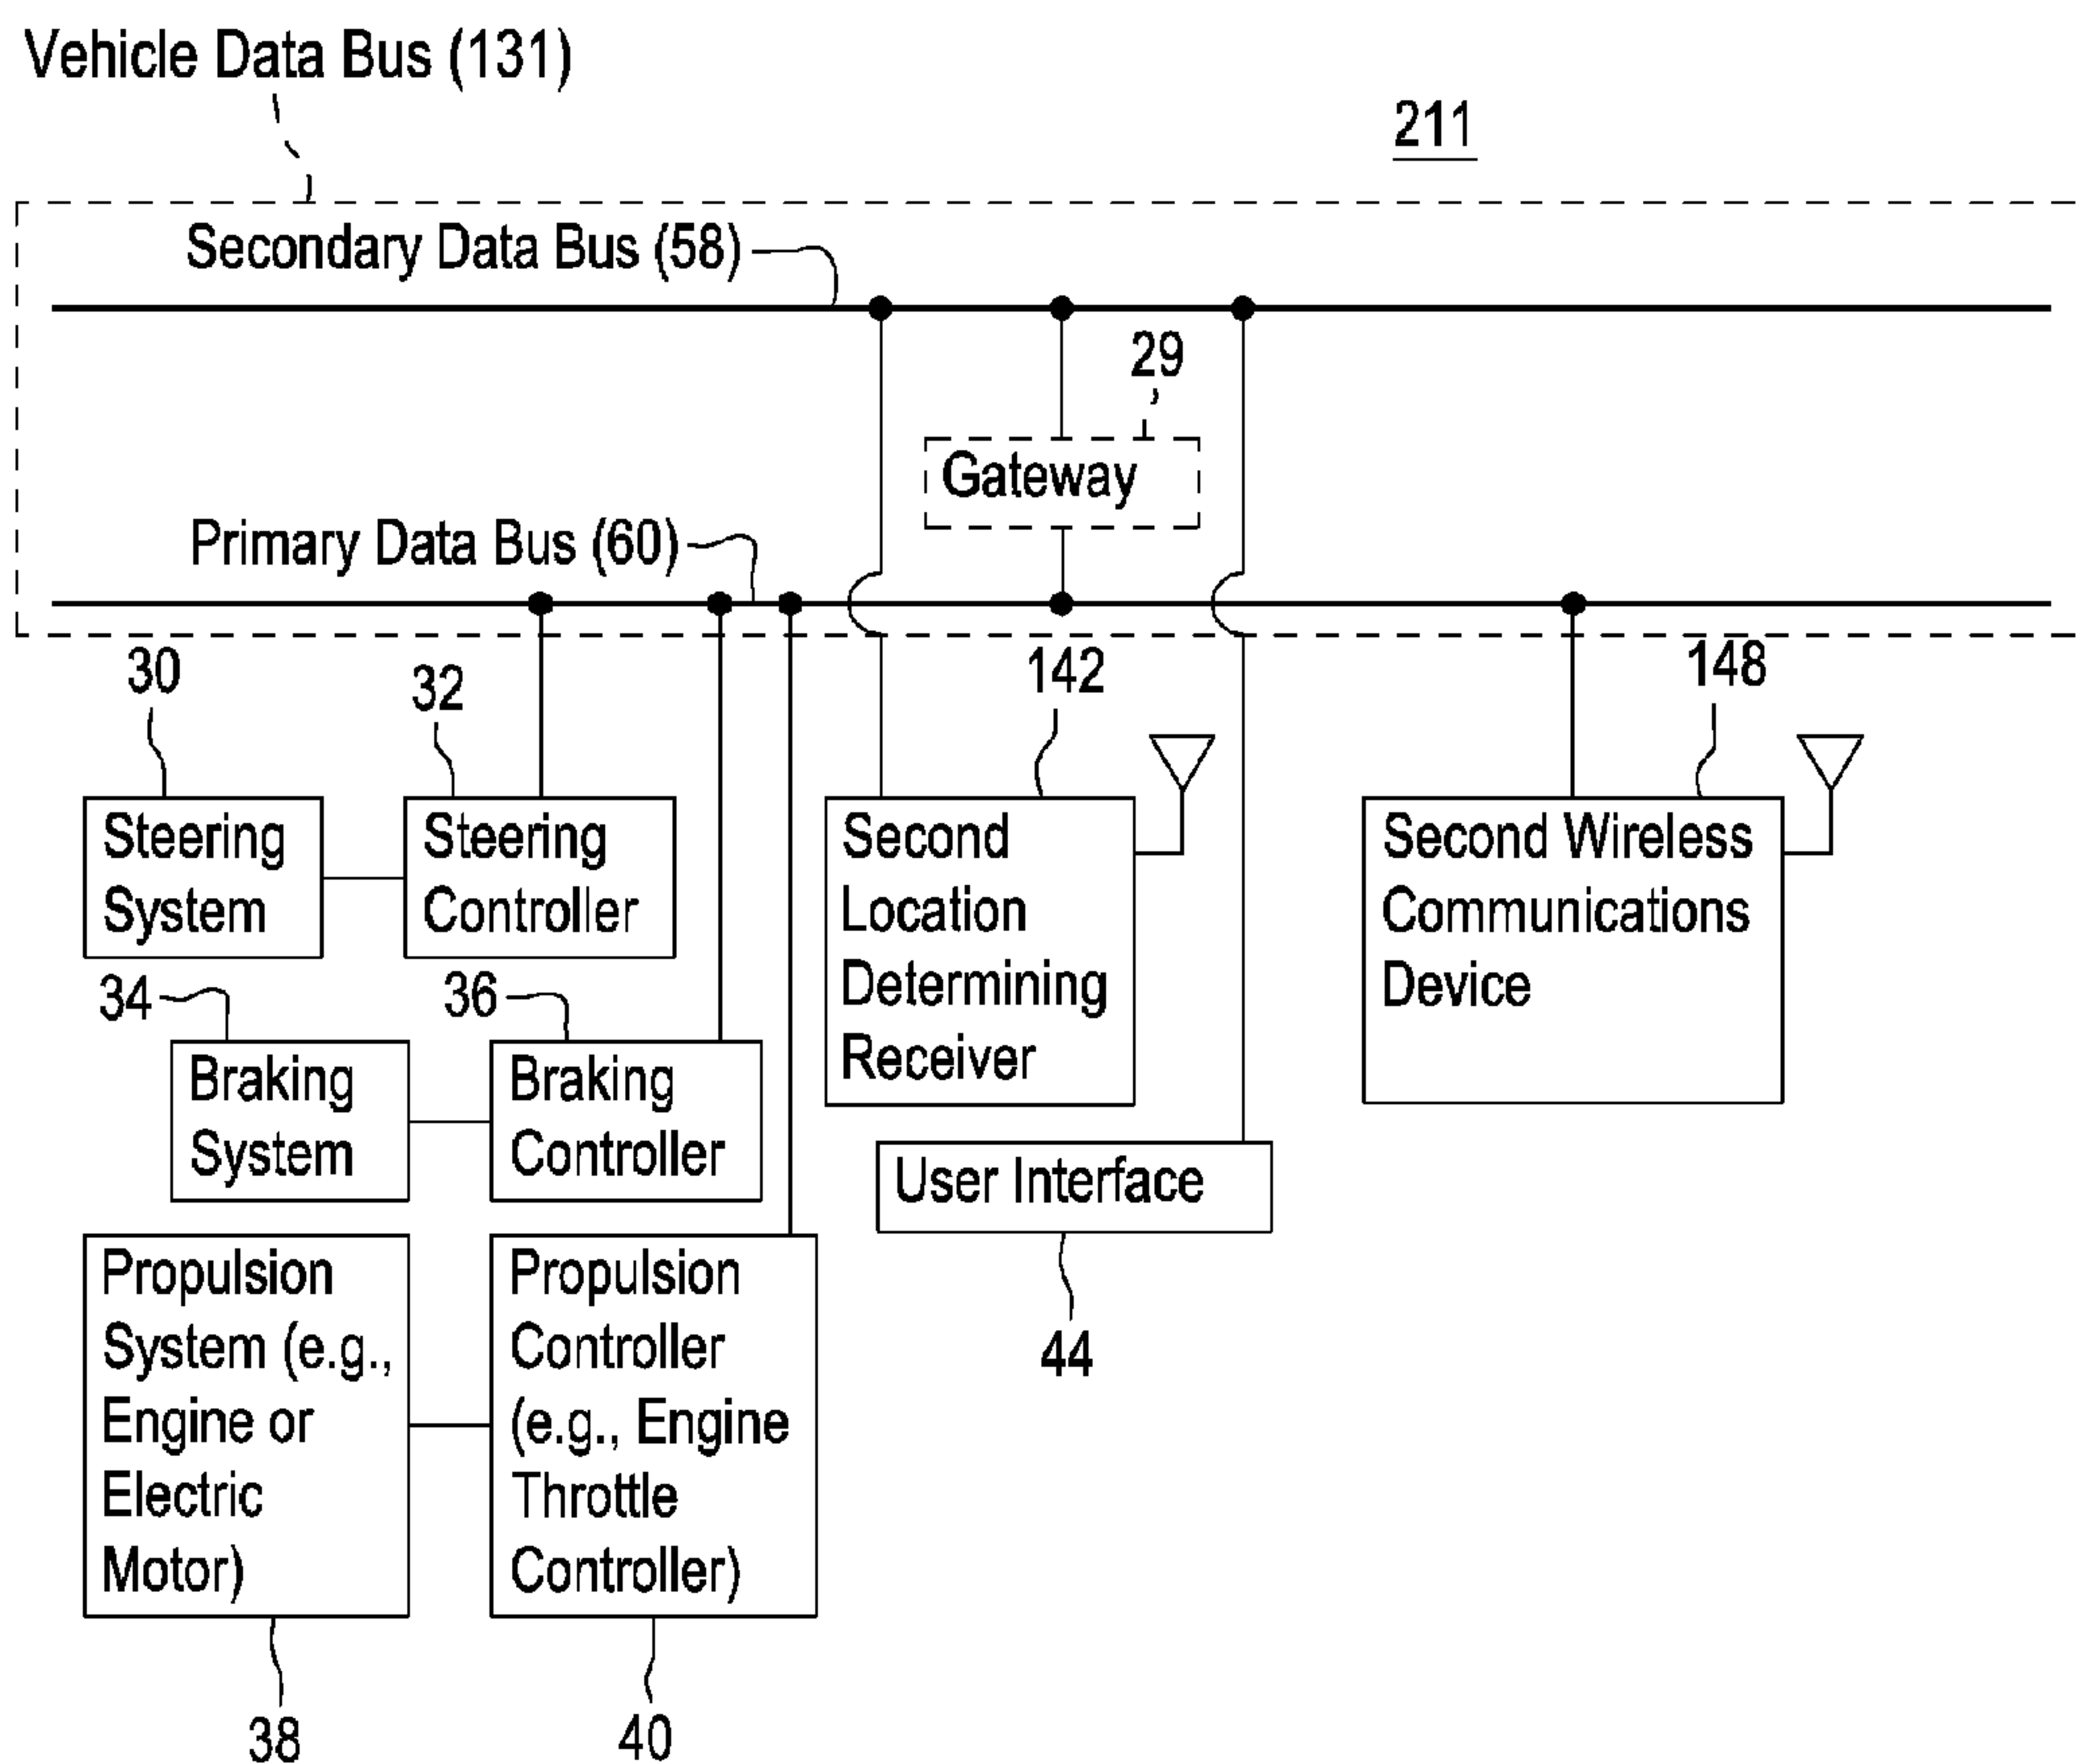 Vehicle Data Bus (131)
211
Secondary Data Bus (58)
29
Gateway
Primary Data Bus (60)
30
32
142
148
Steering
System
Steering
Controller
Second
Location
Determining
Receiver
Second Wireless
Communications
Device
34
36
Braking
System
Braking
Controller
User Interface
44
Propulsion
System (e.g.,
Engine or
Electric
Motor)
Propulsion
Controller
(e.g., Engine
Throttle
Controller)
38
40